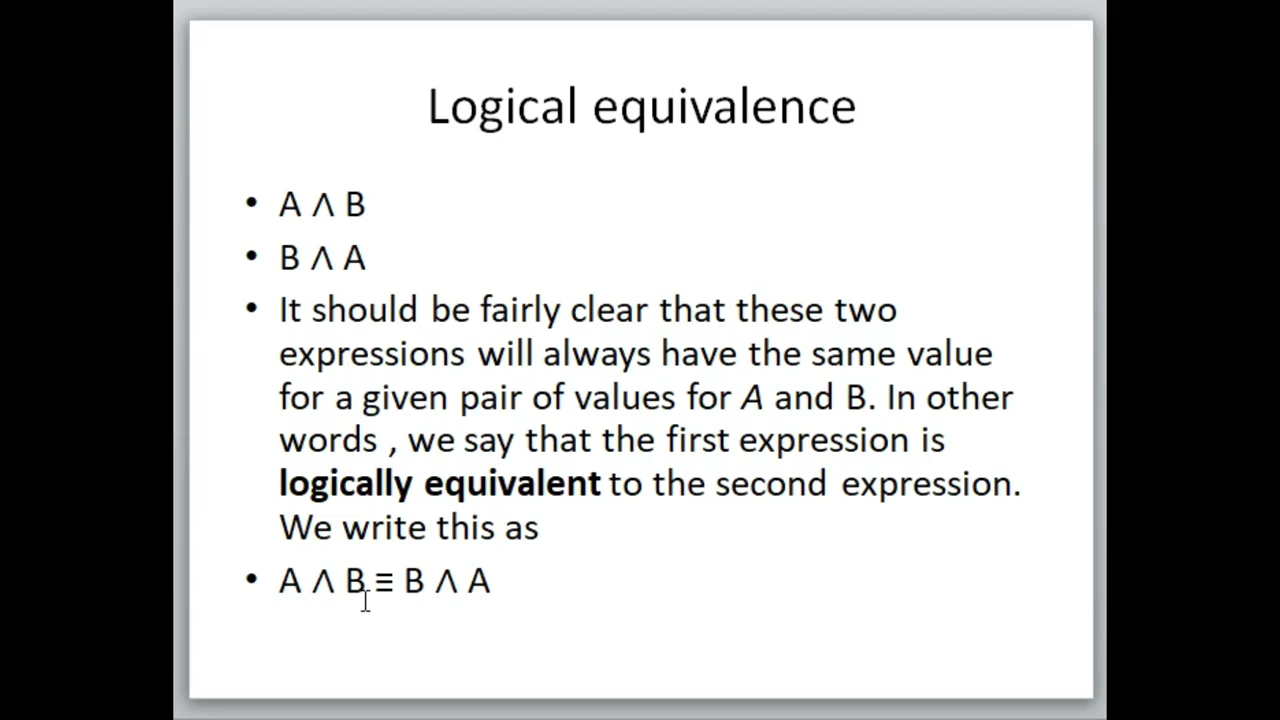 Logical equivalence
• A ∧ B
• B ∧ A
• It should be fairly clear that these two
expressions will always have the same value
for a given pair of values for A and B. In other
words , we say that the first expression is
logically equivalent to the second expression.
We write this as
• A ∧ B ≡ B ∧ A